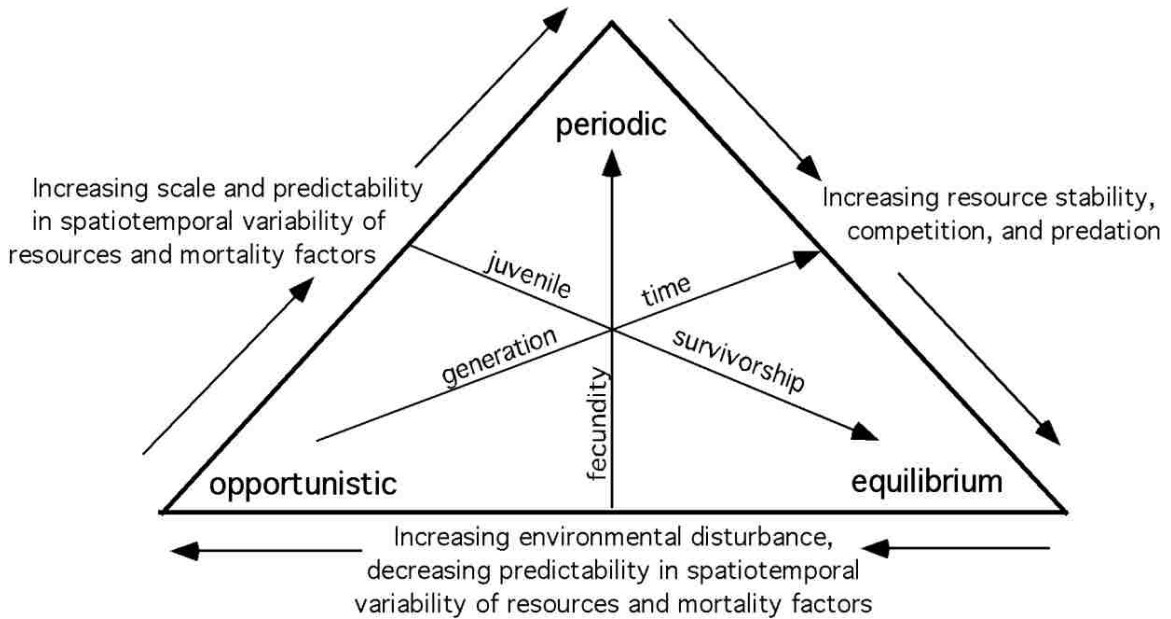 periodic
Increasing scale and predictability
in spatiotemporal variability of
resources and mortality factors
Increasing resource stability,
competition, and predation
juvenile
time
generation
survivorship
fecundity
opportunistic
equilibrium
Increasing environmental disturbance,
decreasing predictability in spatiotemporal
variability of resources and mortality factors